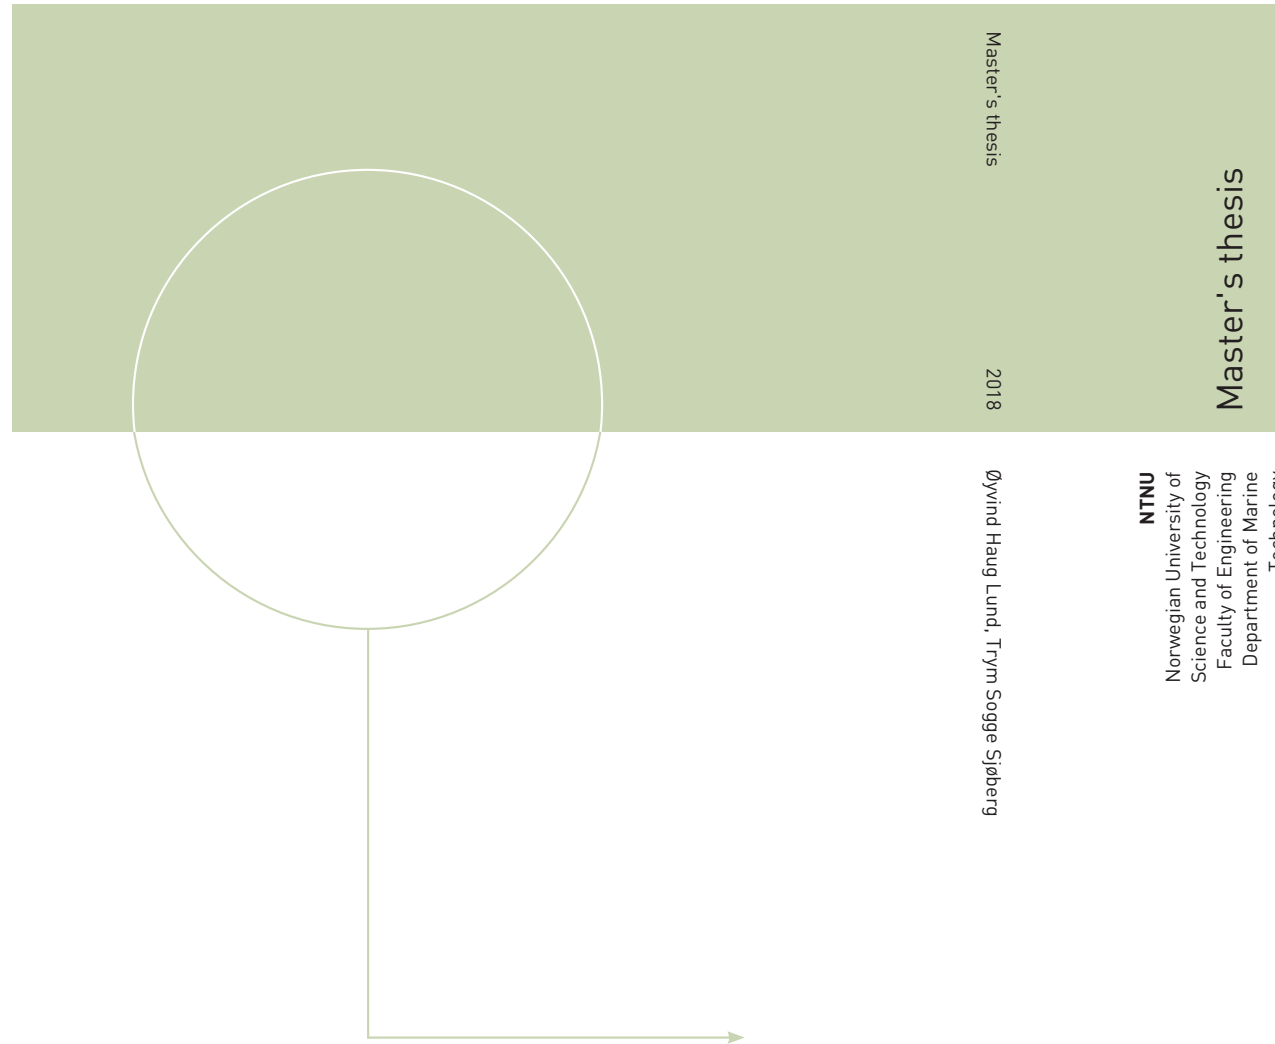 Master's thesis
2018
Øyvind Haug Lund, Trym Sogge Sjøberg
Master's thesis
NTNU
Norwegian University of
Science and Technology
Faculty of Engineering
Department of Marine